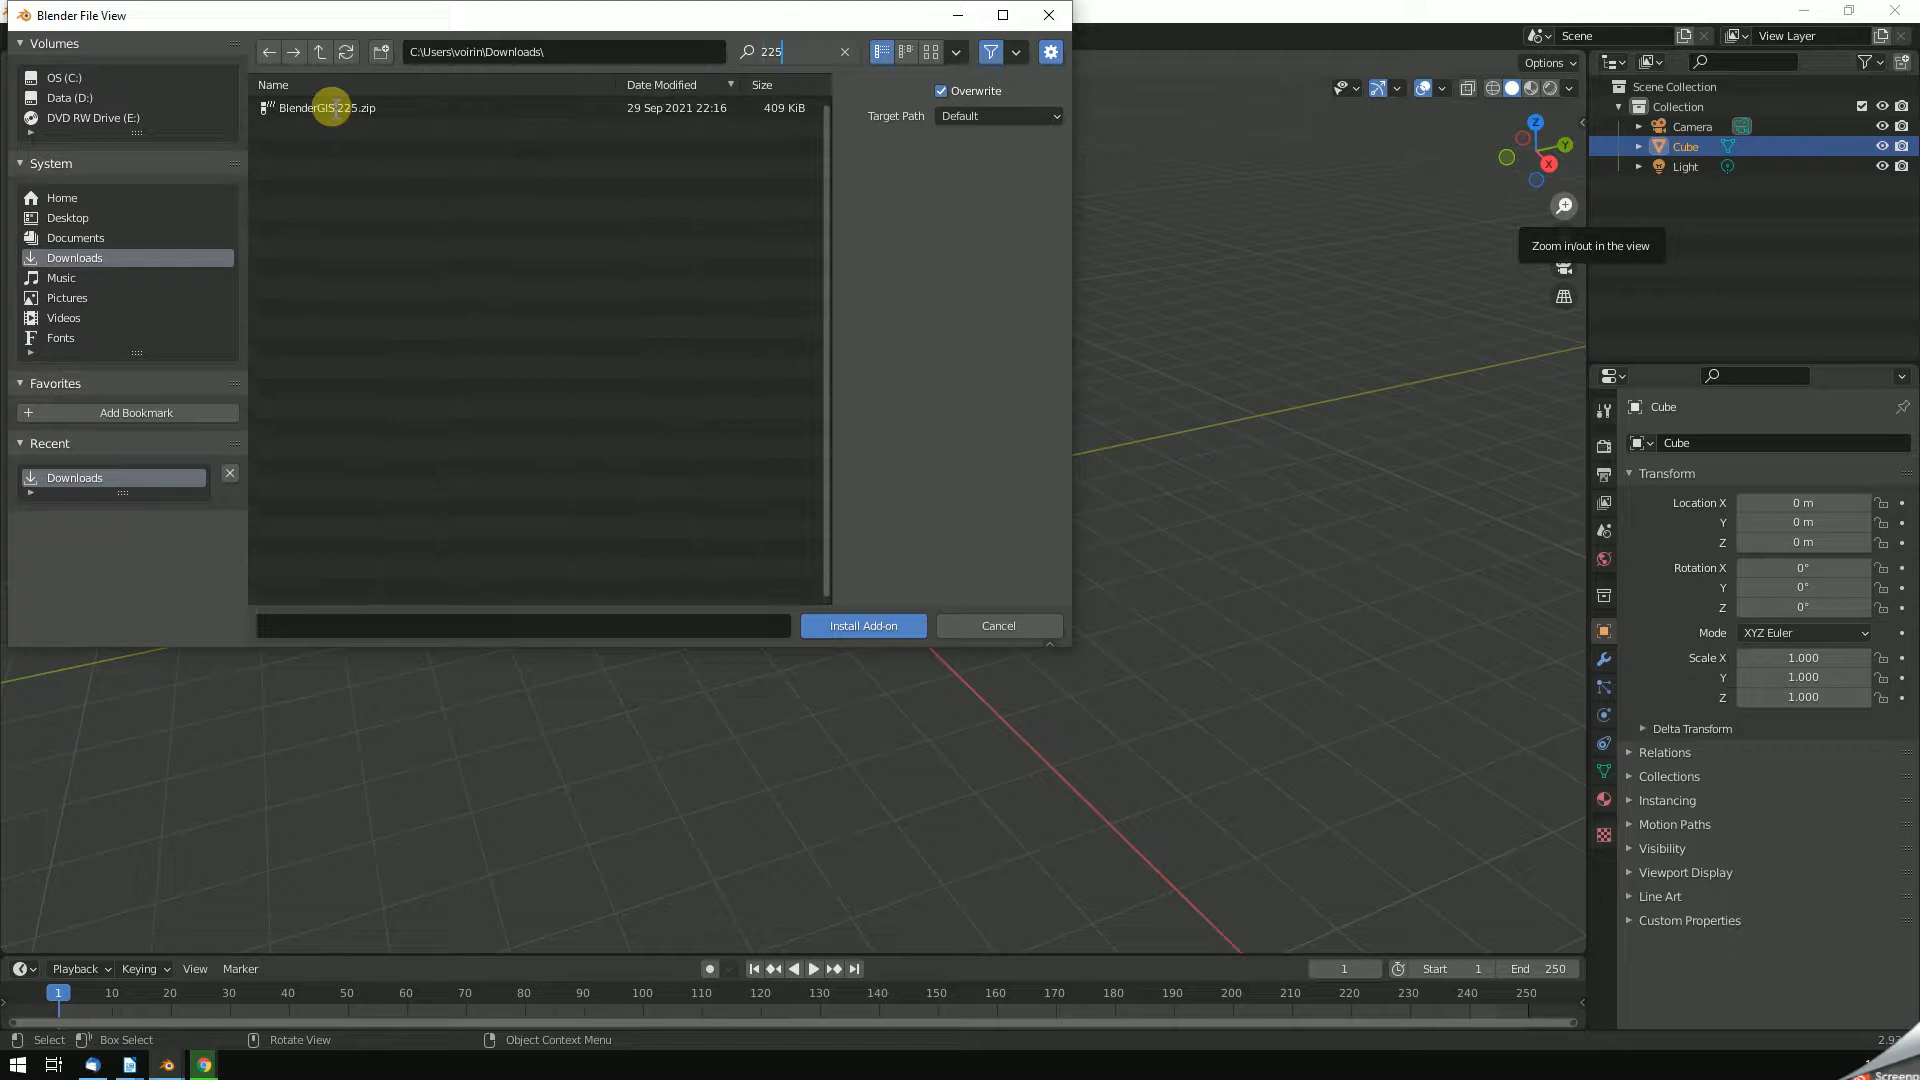 Blender File View
Volumes
C:\Users\voirin\Downloads\
225
OS (C:)
Data (D:)
DVD RW Drive (E:)
System
Home
Desktop
Documents
Downloads
Music
Pictures
Videos
Fonts
Favorites
Add Bookmark
Recent
Downloads
Name
Date Modified
Size
BlenderGIS 225.zip
29 Sep 2021 22:16
409 KiB
Overwrite
Target Path
Default
Install Add-on
Cancel
Scene
View Layer
Options
Z
Y
X
Zoom in/out in the view
Scene Collection
Collection
Camera
Cube
Light
Cube
Cube
Transform
Location X 0 m
Y 0 m
Z 0 m
Rotation X 0°
Y 0°
Z 0°
Mode XYZ Euler
Scale X 1.000
Y 1.000
Z 1.000
Delta Transform
Relations
Collections
Instancing
Motion Paths
Visibility
Viewport Display
Line Art
Custom Properties
Playback
Keying
View
Marker
1
Start 1
End 250
1 10 20 30 40 50 60 70 80 90 100 110 120 130 140 150 160 170 180 190 200 210 220 230 240 250
Select
Box Select
Rotate View
Object Context Menu